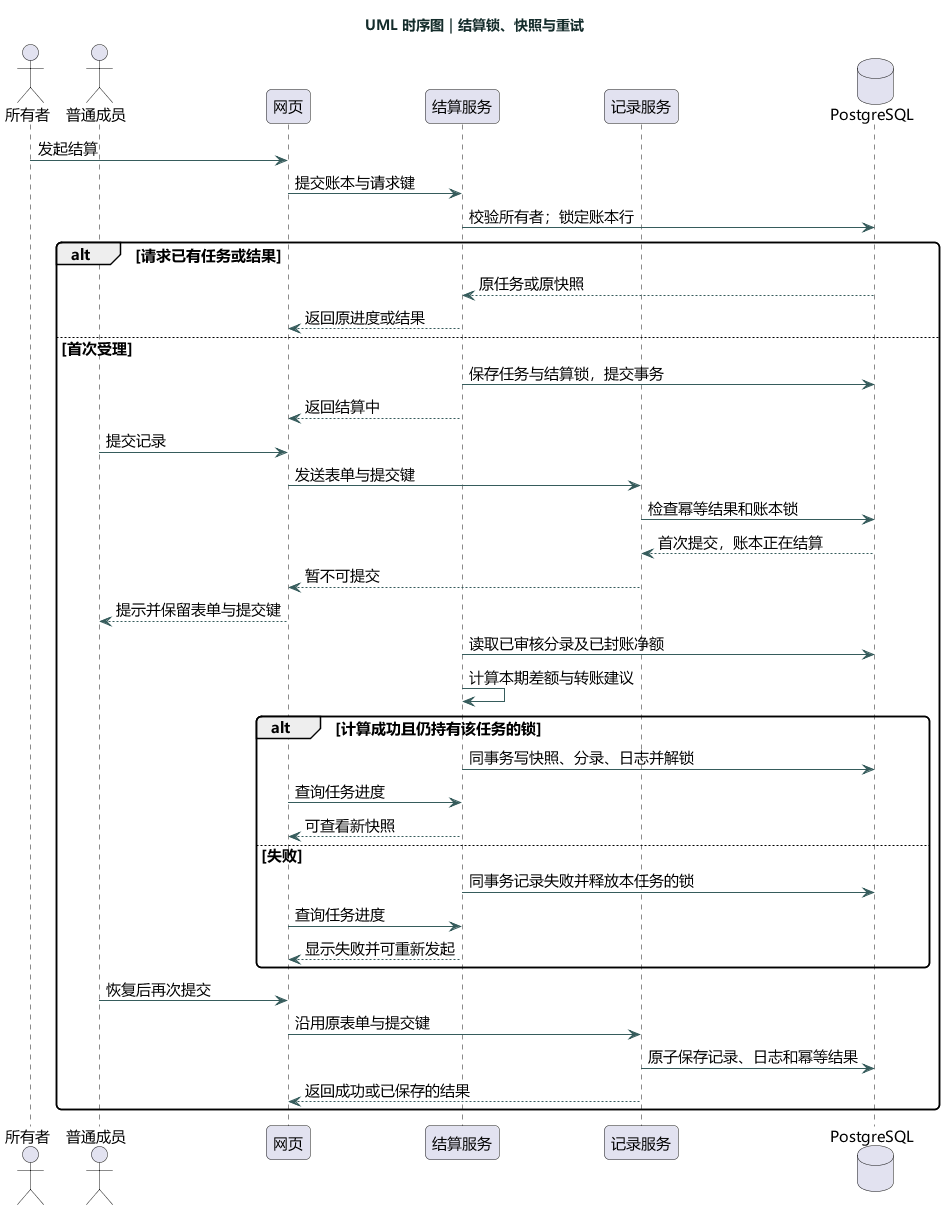 UML 时序图 | 结算锁、快照与重试
所有者
普通成员
网页
结算服务
记录服务
PostgreSQL
发起结算
提交账本与请求键
校验所有者；锁定账本行
alt
[请求已有任务或结果]
原任务或原快照
返回原进度或结果
[首次受理]
保存任务与结算锁，提交事务
返回结算中
提交记录
发送表单与提交键
检查幂等结果和账本锁
首次提交，账本正在结算
暂不可提交
提示并保留表单与提交键
读取已审核分录及已封账净额
计算本期差额与转账建议
alt
[计算成功且仍持有该任务的锁]
同事务写快照、分录、日志并解锁
查询任务进度
可查看新快照
[失败]
同事务记录失败并释放本任务的锁
查询任务进度
显示失败并可重新发起
恢复后再次提交
沿用原表单与提交键
原子保存记录、日志和幂等结果
返回成功或已保存的结果
所有者
普通成员
网页
结算服务
记录服务
PostgreSQL